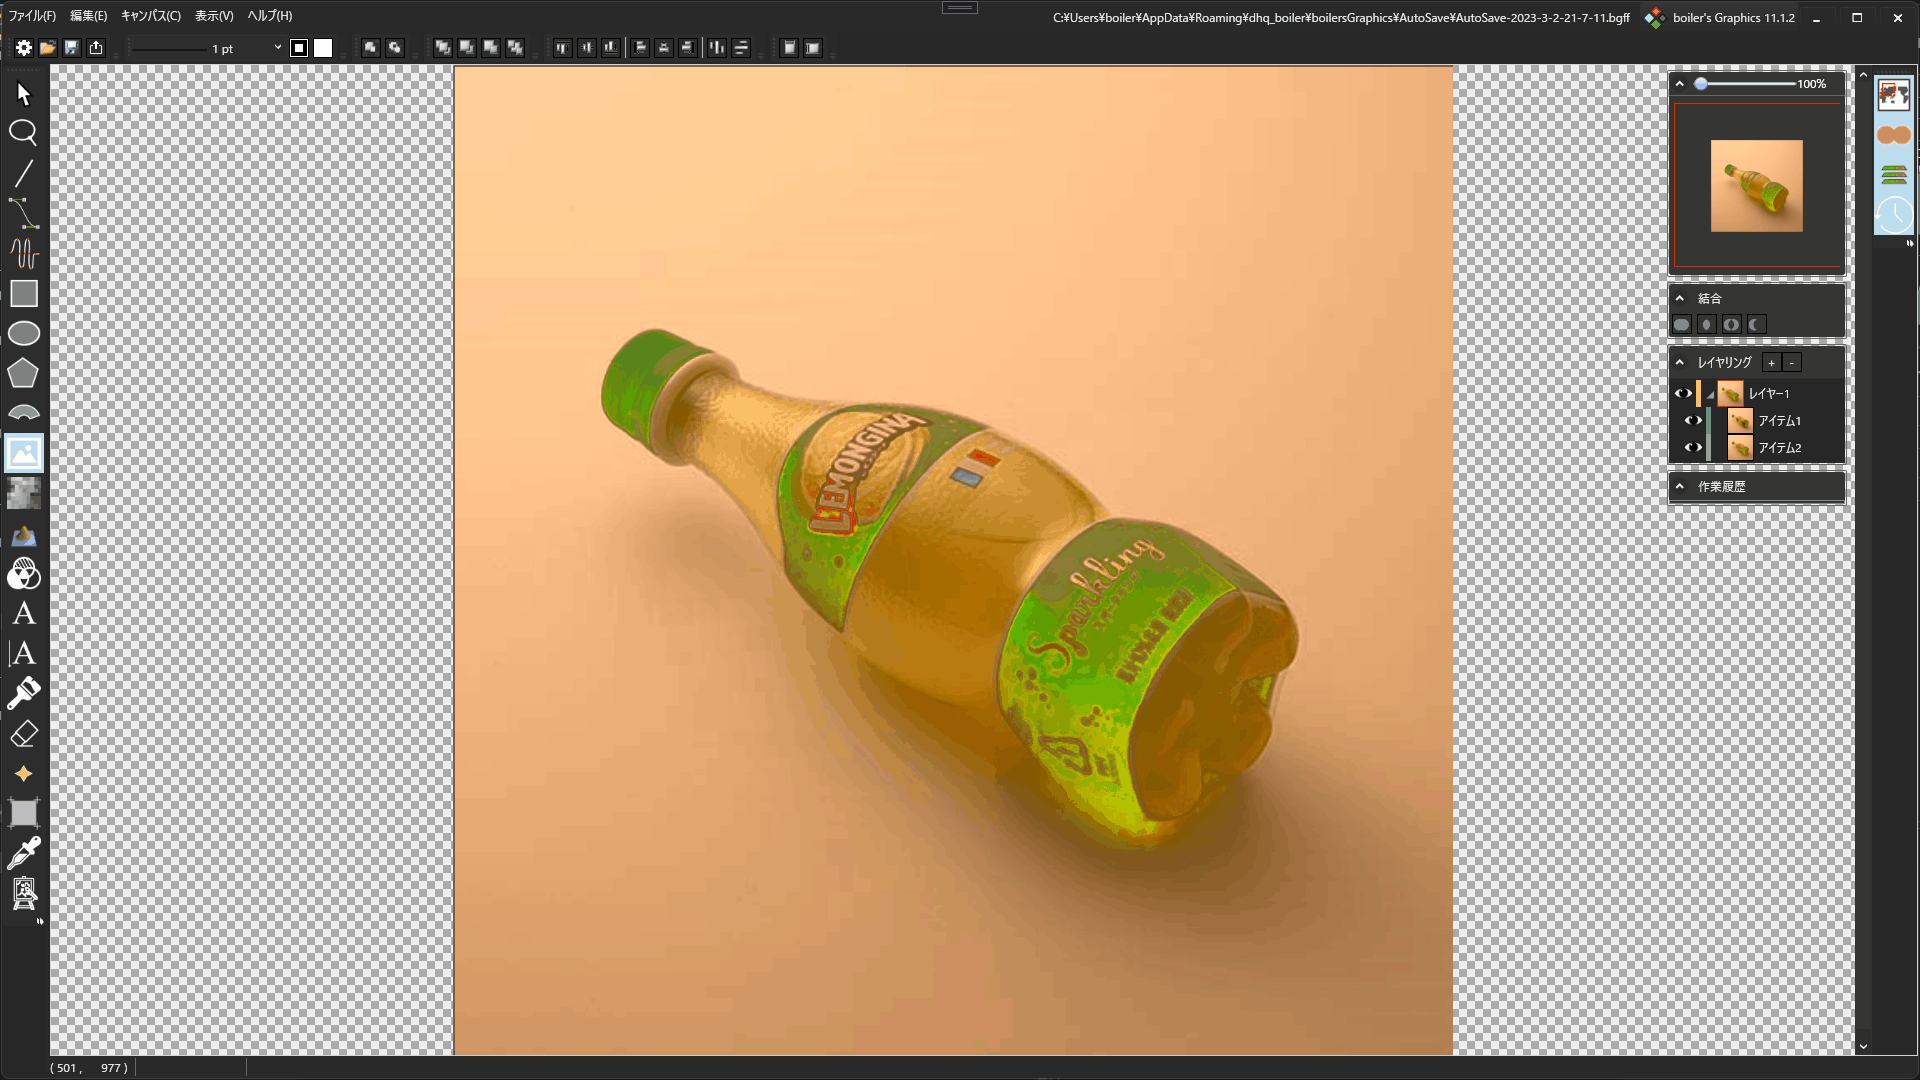 ファイル(F) 編集(E) キャンバス(C) 表示(V) ヘルプ(H)
C:¥Users¥boiler¥AppData¥Roaming¥dhq_boiler¥boilersGraphics¥AutoSave¥AutoSave-2023-3-2-21-7-11.bgff
boiler's Graphics 11.1.2
1 pt
100%
結合
レイヤリング + -
レイヤー1
アイテム1
アイテム2
作業履歴
A
A
LEMONGINA
Sparkling
( 501 , 977 )